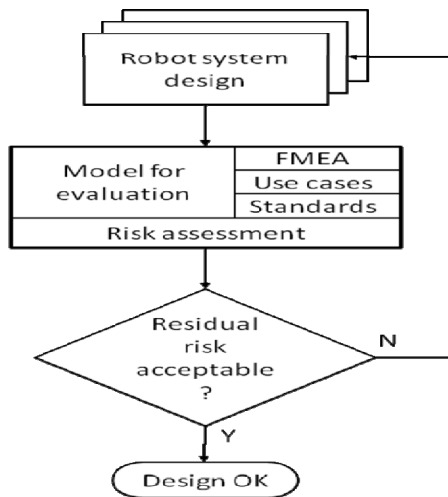 Robot system
design
Model for
evaluation
FMEA
Use cases
Standards
Risk assessment
Residual
risk
acceptable
?
N
Y
Design OK